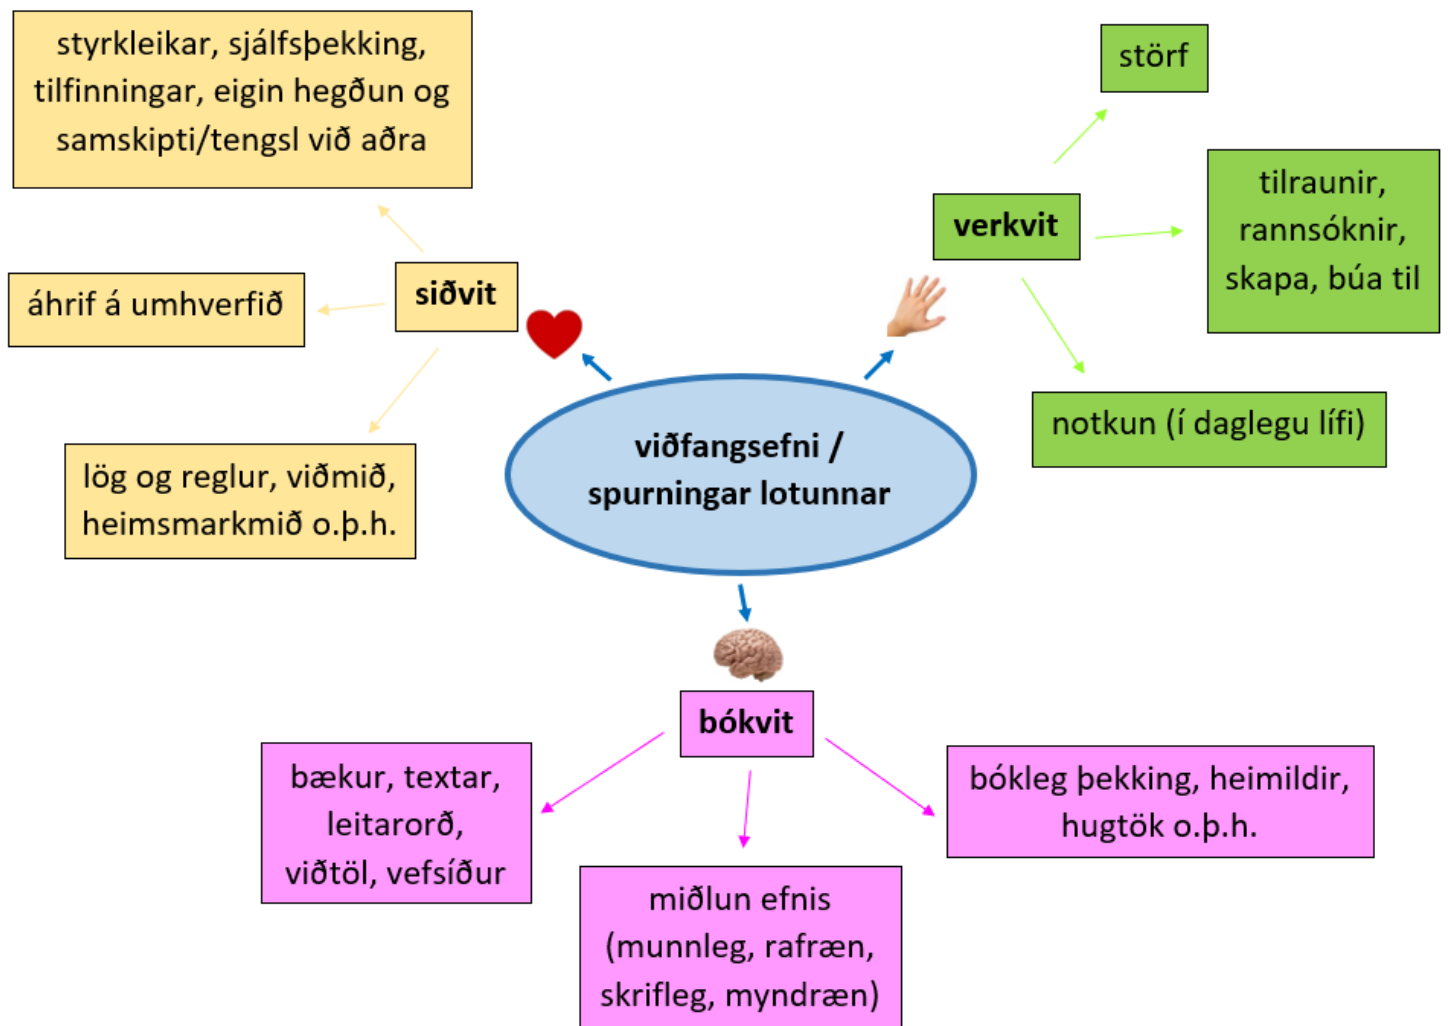 styrkleikar, sjálfsþekking,
tilfinningar, eigin hegðun og
samskipti/tengsl við aðra
störf
tilraunir,
rannsóknir,
skapa, búa til
verkvit
siðvit
áhrif á umhverfið
notkun (í daglegu lífi)
viðfangsefni /
spurningar lotunnar
lög og reglur, viðmið,
heimsmarkmið o.þ.h.
bókvit
bækur, textar,
leitarorð,
viðtöl, vefsíður
bókleg þekking, heimildir,
hugtök o.þ.h.
miðlun efnis
(munnleg, rafræn,
skrifleg, myndræn)